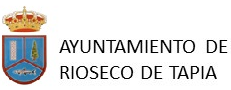 AYUNTAMIENTO DE
RIOSECO DE TAPIA